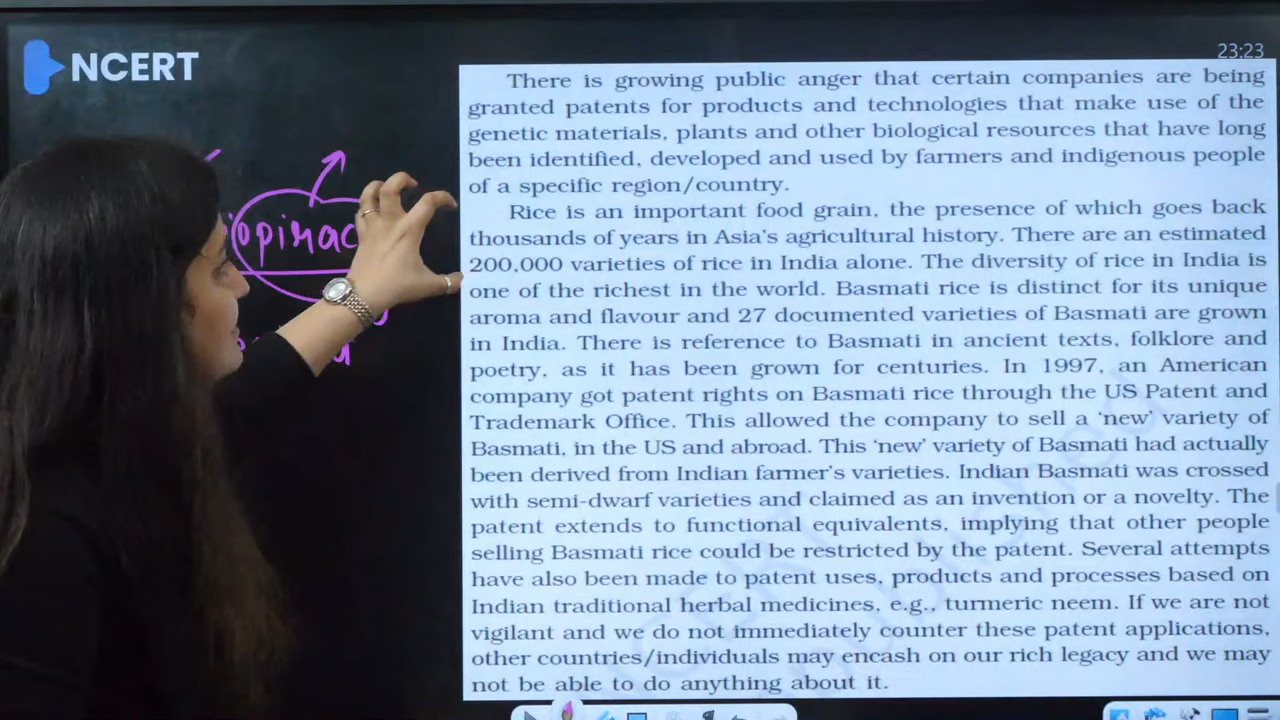 NCERT
23:23
opirac
There is growing public anger that certain companies are being
granted patents for products and technologies that make use of the
genetic materials, plants and other biological resources that have long
been identified, developed and used by farmers and indigenous people
of a specific region/country.
Rice is an important food grain, the presence of which goes back
thousands of years in Asia's agricultural history. There are an estimated
200,000 varieties of rice in India alone. The diversity of rice in India is
one of the richest in the world. Basmati rice is distinct for its unique
aroma and flavour and 27 documented varieties of Basmati are grown
in India. There is reference to Basmati in ancient texts, folklore and
poetry, as it has been grown for centuries. In 1997, an American
company got patent rights on Basmati rice through the US Patent and
Trademark Office. This allowed the company to sell a 'new' variety of
Basmati, in the US and abroad. This 'new' variety of Basmati had actually
been derived from Indian farmer's varieties. Indian Basmati was crossed
with semi-dwarf varieties and claimed as an invention or a novelty. The
patent extends to functional equivalents, implying that other people
selling Basmati rice could be restricted by the patent. Several attempts
have also been made to patent uses, products and processes based on
Indian traditional herbal medicines, e.g., turmeric neem. If we are not
vigilant and we do not immediately counter these patent applications,
other countries/individuals may encash on our rich legacy and we may
not be able to do anything about it.